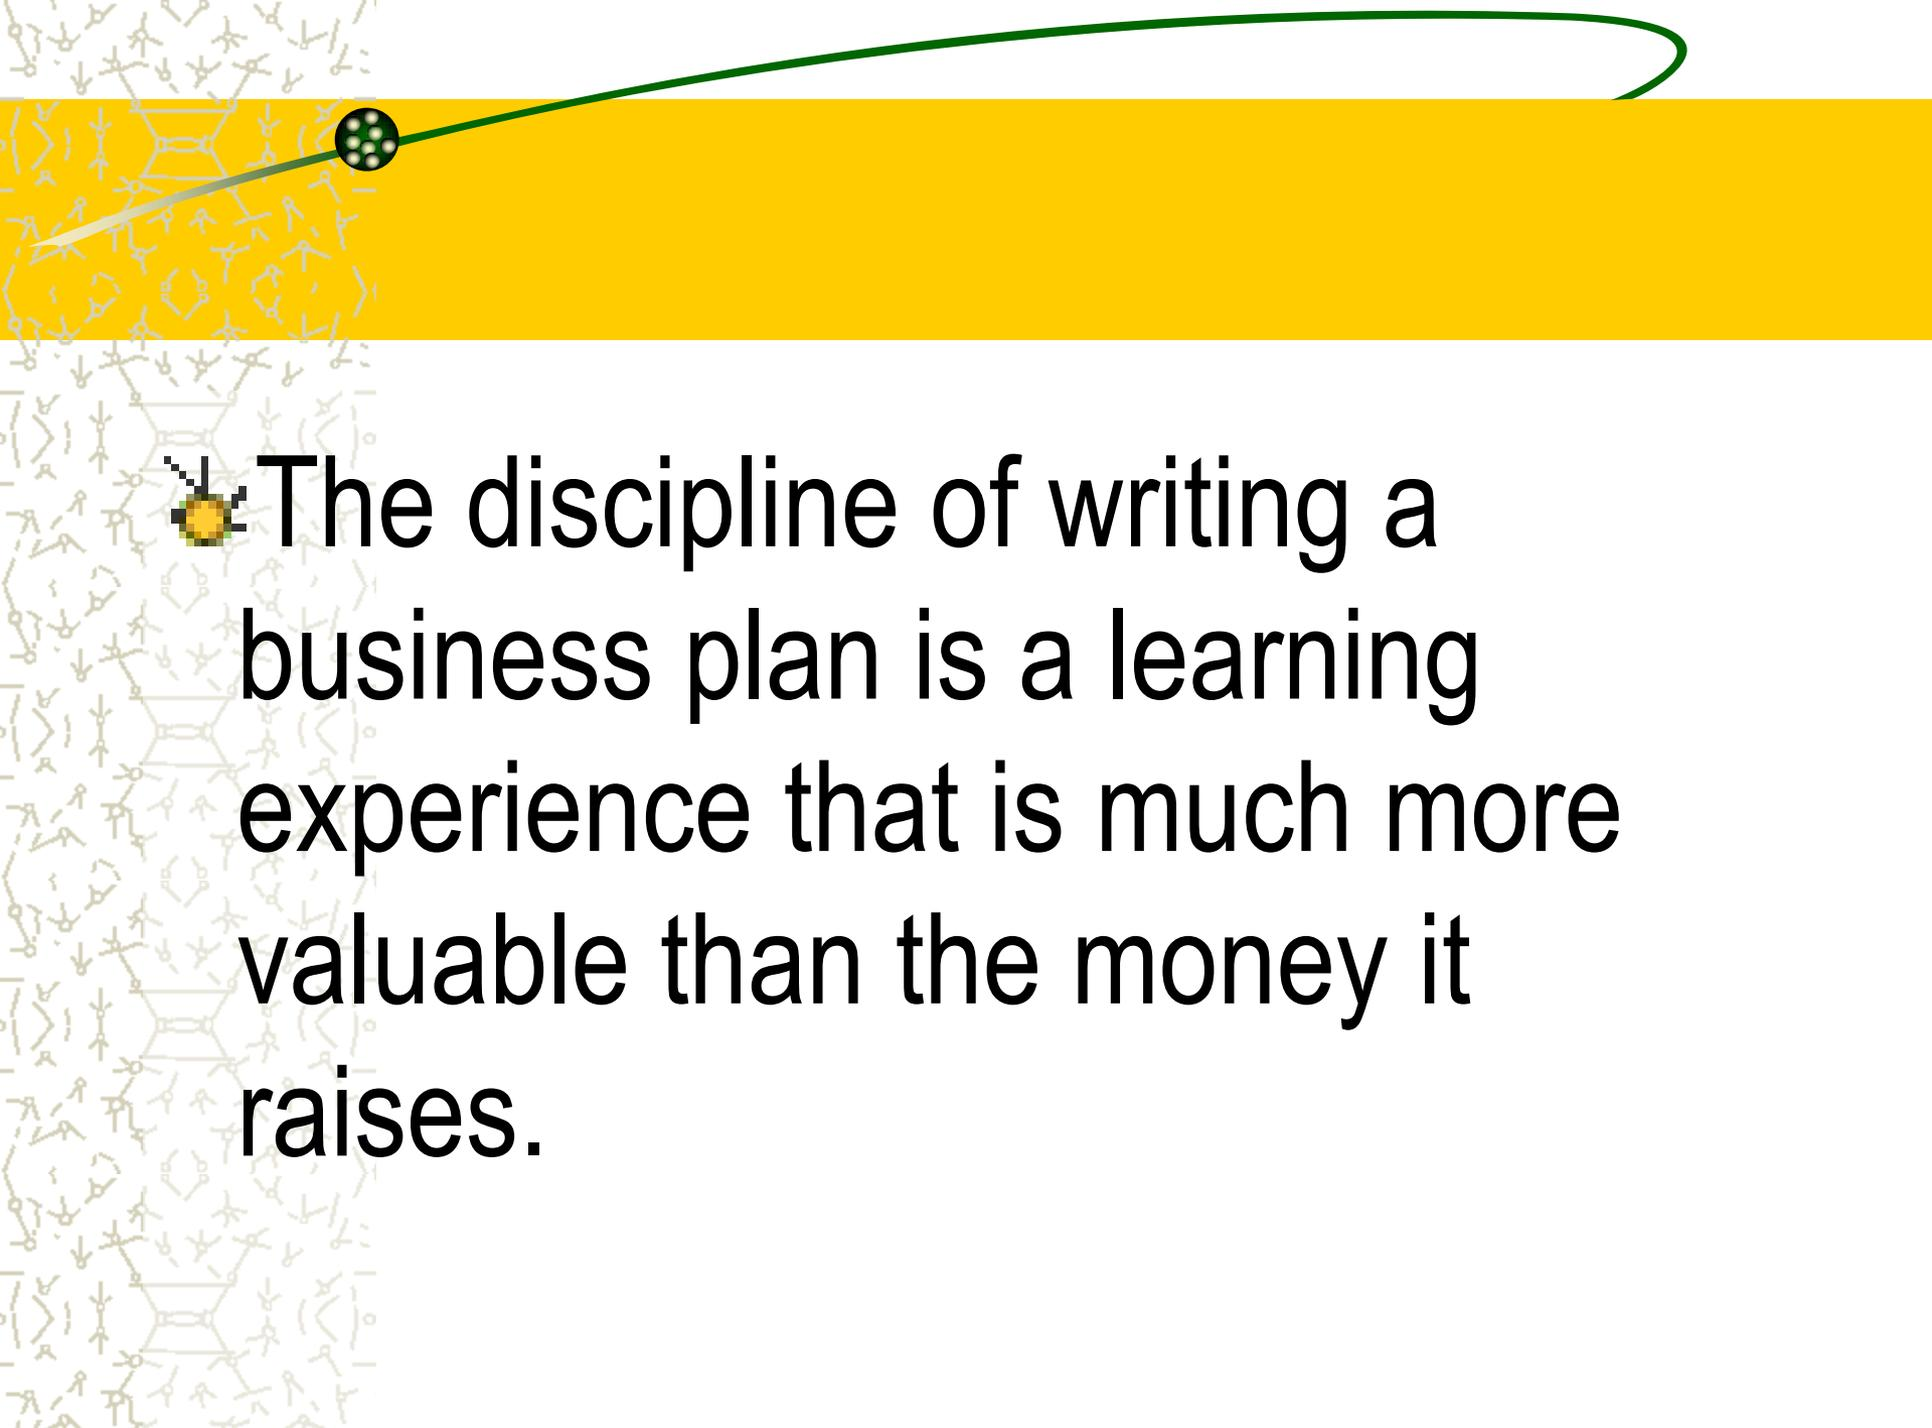 The discipline of writing a
business plan is a learning
experience that is much more
valuable than the money it
raises.